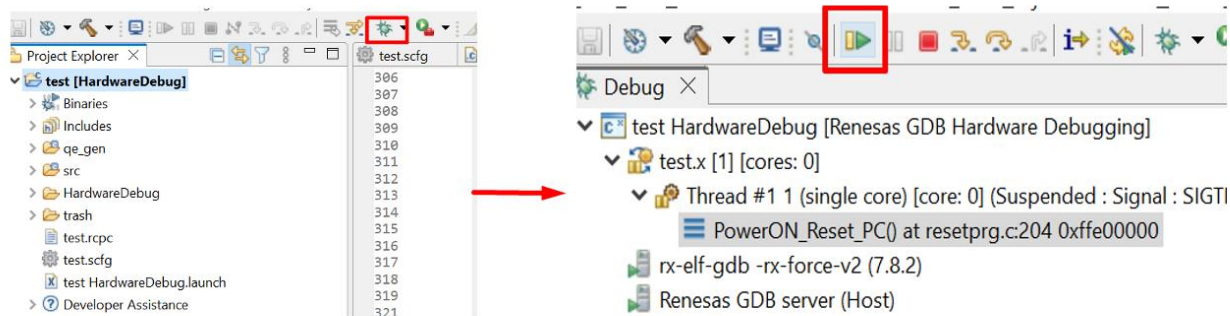 Project Explorer
test [HardwareDebug]
Binaries
Includes
qe_gen
src
HardwareDebug
trash
test.rcpc
test.scfg
test HardwareDebug.launch
Developer Assistance
test.scfg
306
307
308
309
310
311
312
313
314
315
316
317
318
319
321
Debug
test HardwareDebug [Renesas GDB Hardware Debugging]
test.x [1] [cores: 0]
Thread #1 1 (single core) [core: 0] (Suspended : Signal : SIGT
PowerON_Reset_PC() at resetprg.c:204 0xffe00000
rx-elf-gdb -rx-force-v2 (7.8.2)
Renesas GDB server (Host)